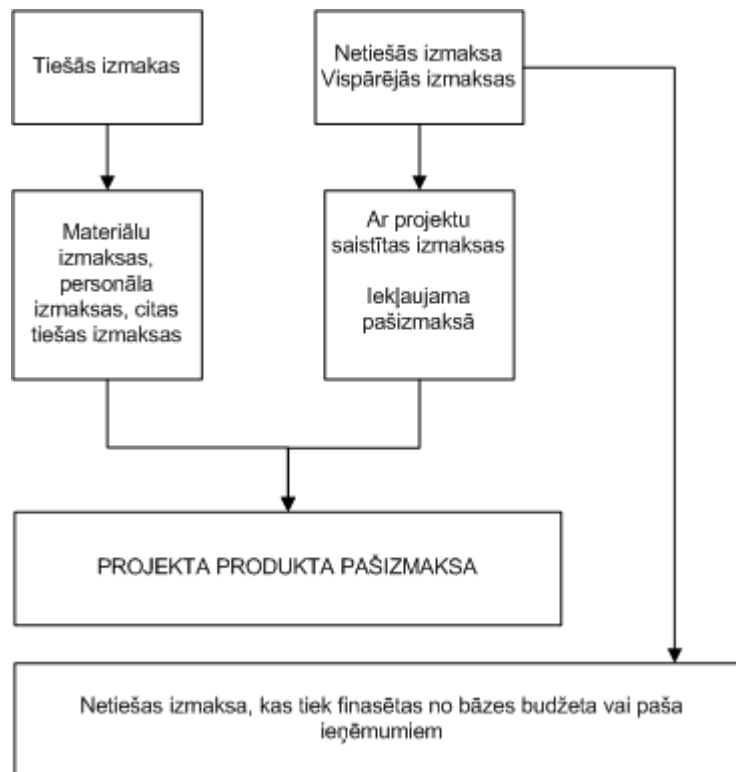 Tiešās izmakas
Netiešās izmaksa
Vispārējās izmaksas
Materiālu
izmaksas,
personāla
izmaksas, citas
tiešas izmaksas
Ar projektu
saistītas izmaksas
Iekļaujama
pašizmaksā
PROJEKTA PRODUKTA PAŠIZMAKSA
Netiešas izmaksa, kas tiek finasētas no bāzes budžeta vai paša
ieņēmumiem